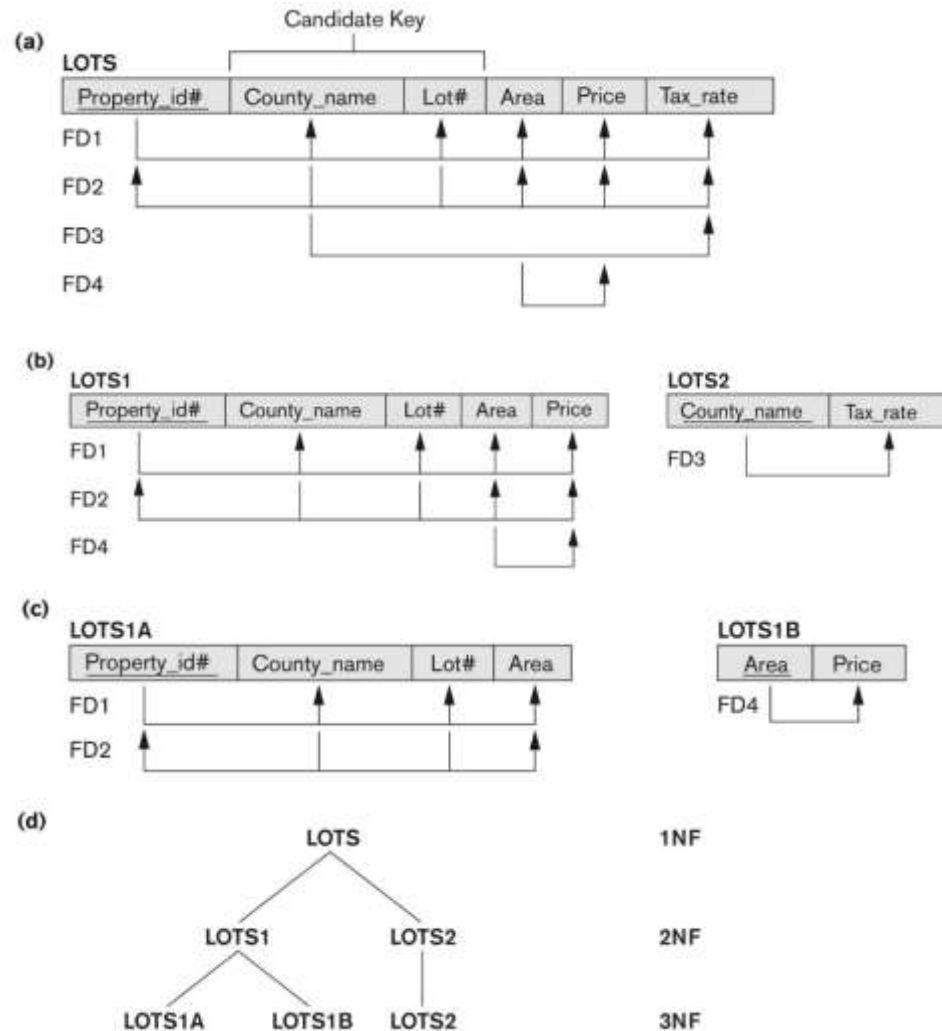 Candidate Key
(a)
LOTS
Property_id# County_name Lot# Area Price Tax_rate
FD1
FD2
FD3
FD4
(b)
LOTS1 LOTS2
Property_id# County_name Lot# Area Price County_name Tax_rate
FD1
FD3
FD2
FD4
(c)
LOTS1A LOTS1B
Property_id# County_name Lot# Area Area Price
FD1 FD4
FD2
(d)
LOTS 1NF
LOTS1 LOTS2 2NF
LOTS1A LOTS1B LOTS2 3NF